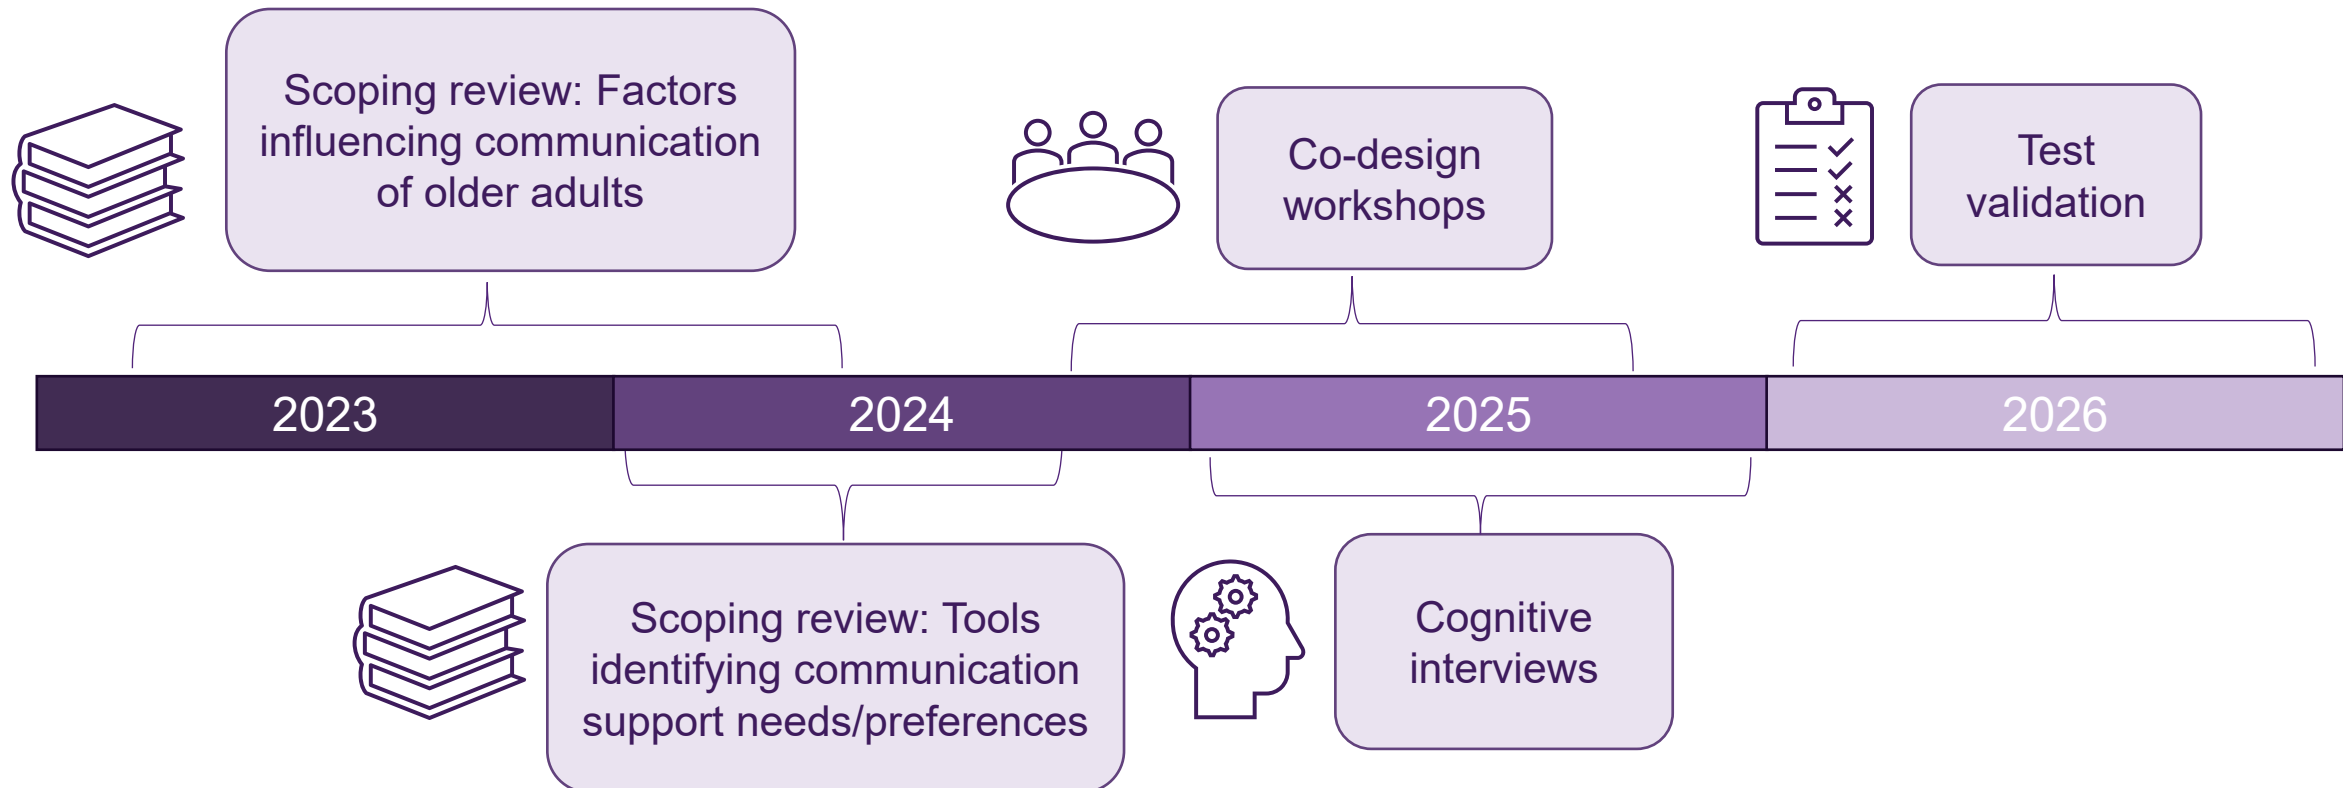 Scoping review: Factors
influencing communication
of older adults
Co-design
workshops
Test
validation
2023
2024
2025
2026
Scoping review: Tools
identifying communication
support needs/preferences
Cognitive
interviews